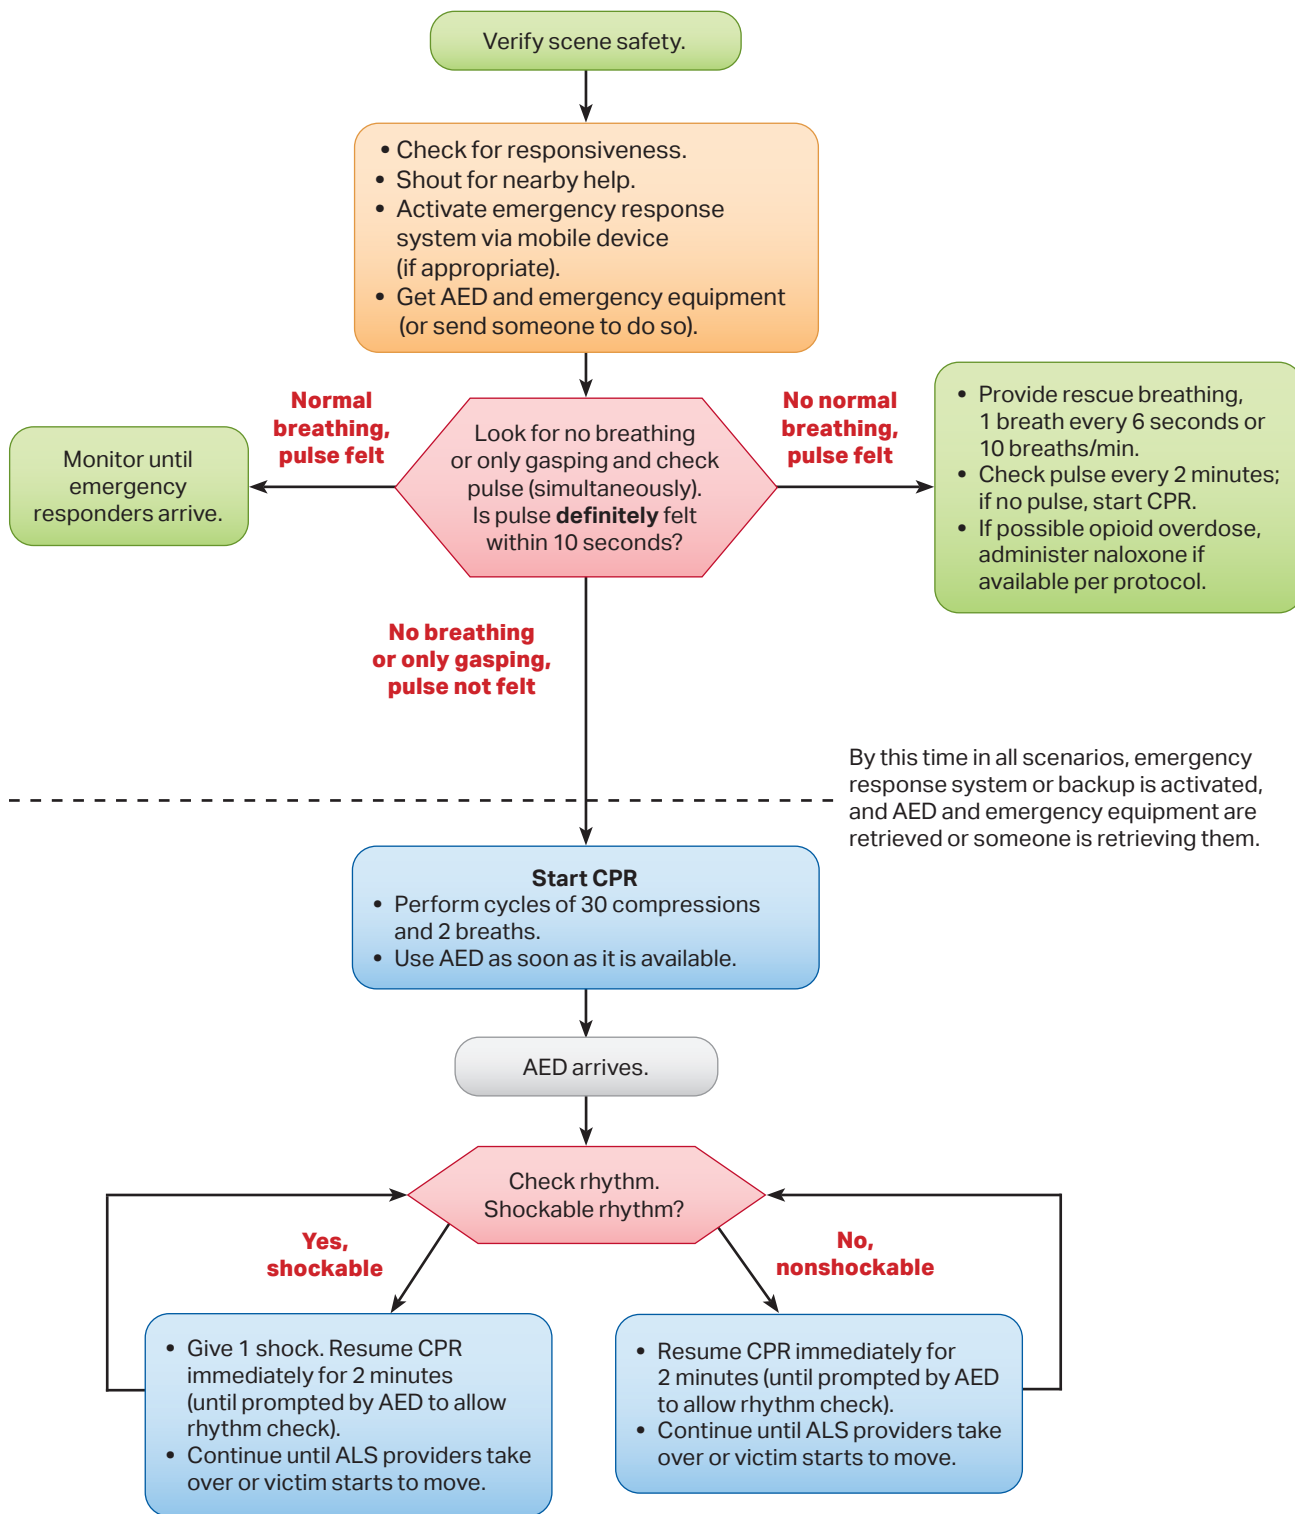 Verify scene safety.
• Check for responsiveness.
• Shout for nearby help.
• Activate emergency response
system via mobile device
(if appropriate).
• Get AED and emergency equipment
(or send someone to do so).
Normal
breathing,
pulse felt
Look for no breathing
or only gasping and check
pulse (simultaneously).
Is pulse definitely felt
within 10 seconds?
No normal
breathing,
pulse felt
Monitor until
emergency
responders arrive.
• Provide rescue breathing,
1 breath every 6 seconds or
10 breaths/min.
• Check pulse every 2 minutes;
if no pulse, start CPR.
• If possible opioid overdose,
administer naloxone if
available per protocol.
No breathing
or only gasping,
pulse not felt
By this time in all scenarios, emergency
response system or backup is activated,
and AED and emergency equipment are
retrieved or someone is retrieving them.
Start CPR
• Perform cycles of 30 compressions
and 2 breaths.
• Use AED as soon as it is available.
AED arrives.
Check rhythm.
Shockable rhythm?
Yes,
shockable
No,
nonshockable
• Give 1 shock. Resume CPR
immediately for 2 minutes
(until prompted by AED to allow
rhythm check).
• Continue until ALS providers take
over or victim starts to move.
• Resume CPR immediately for
2 minutes (until prompted by AED
to allow rhythm check).
• Continue until ALS providers take
over or victim starts to move.